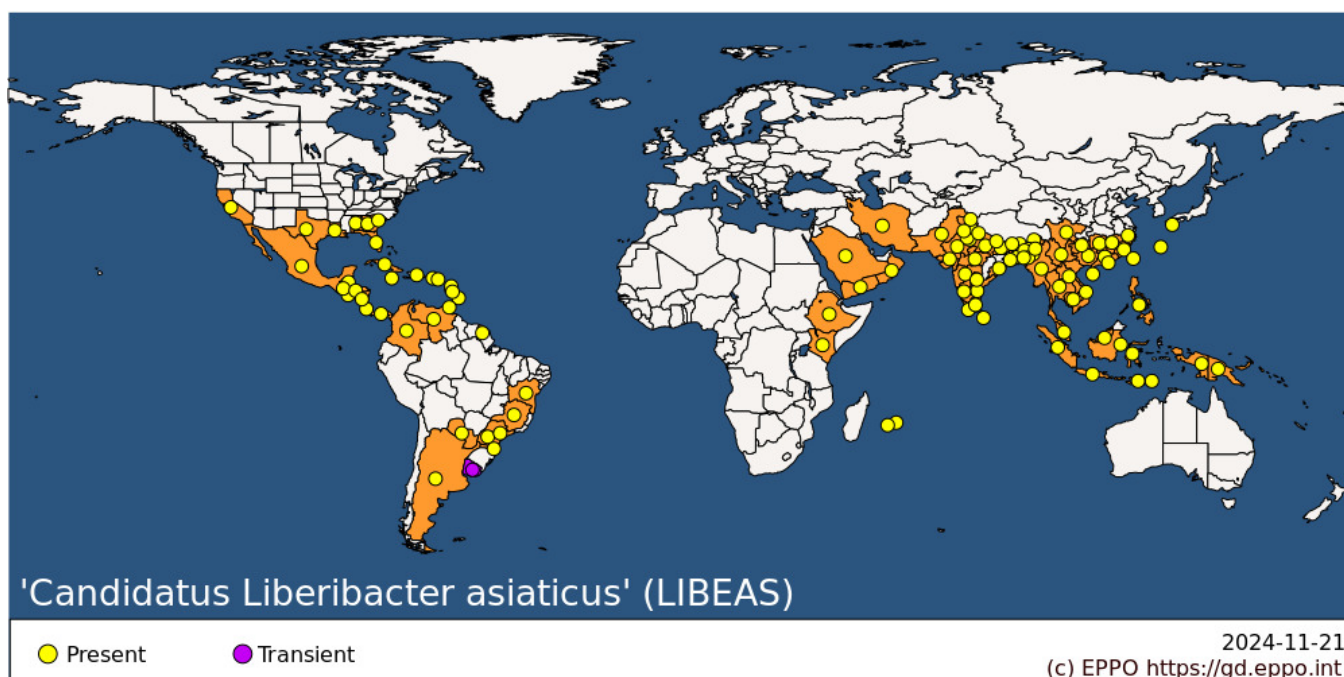 'Candidatus Liberibacter asiaticus' (LIBEAS)
Present
Transient
2024-11-21
(c) EPPO https://gd.eppo.int